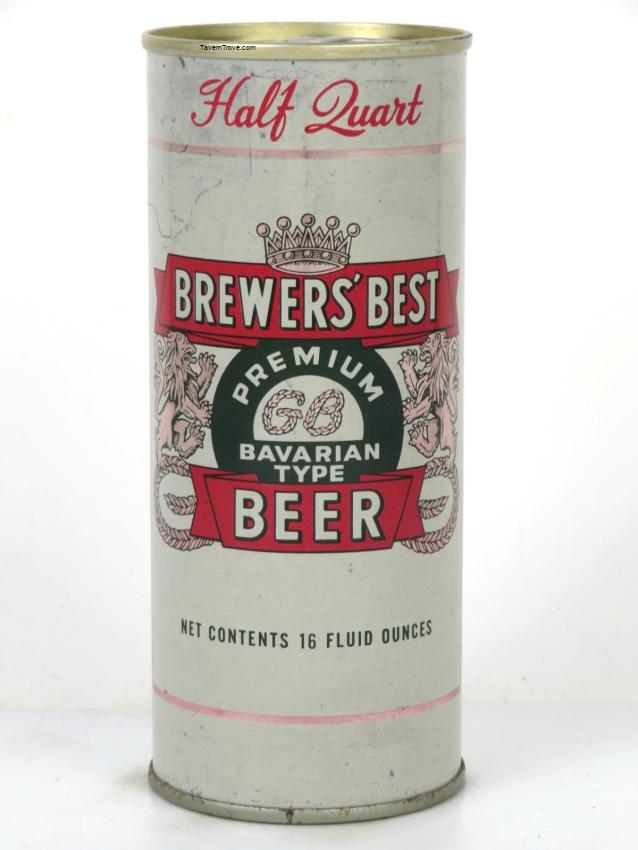 TavernTrove.com
Half Quart
BREWERS' BEST
PREMIUM
GB
BAVARIAN
TYPE
BEER
NET CONTENTS 16 FLUID OUNCES